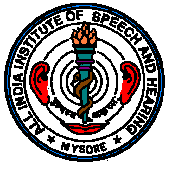 ALL INDIA INSTITUTE OF SPEECH AND HEARING
MYSORE